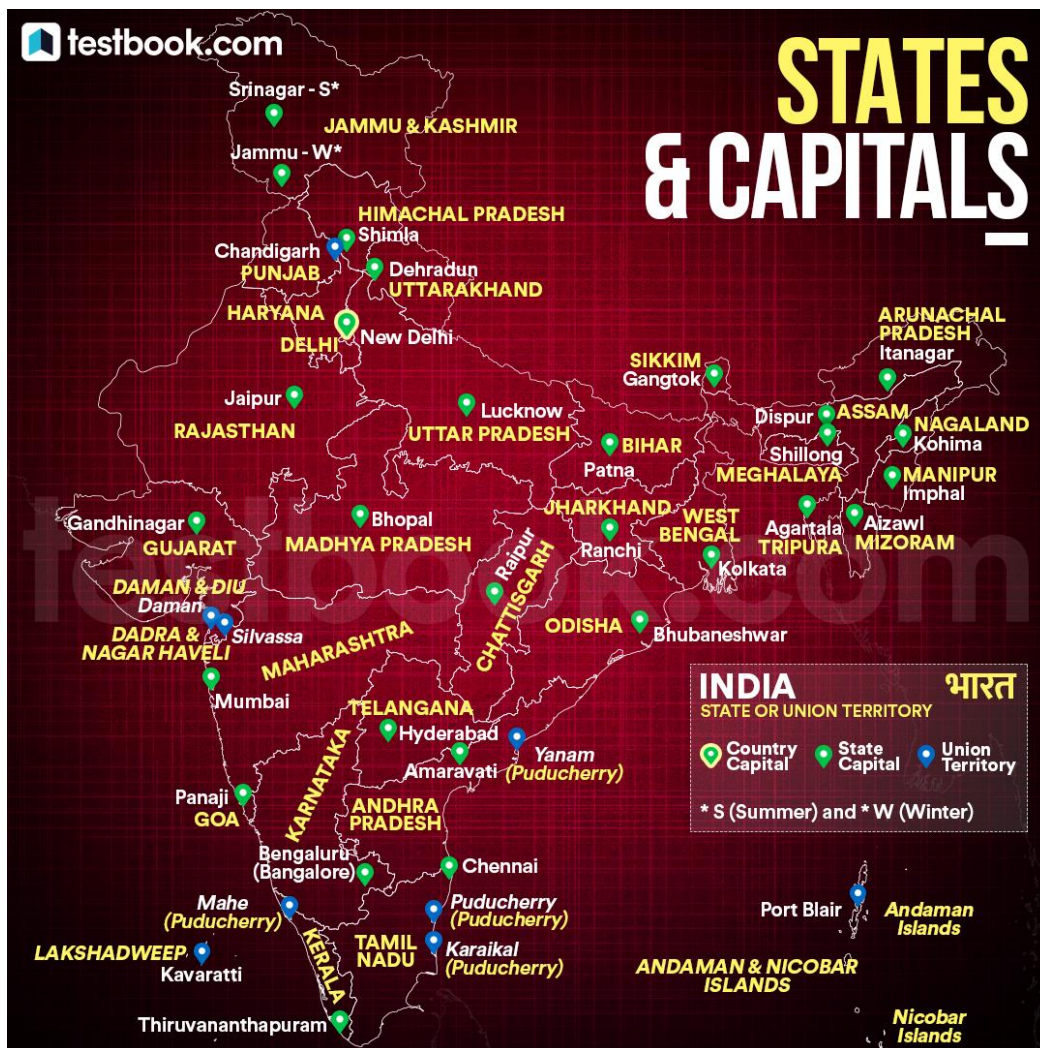 testbook.com
STATES
& CAPITALS
Srinagar - S*
JAMMU & KASHMIR
Jammu - W*
HIMACHAL PRADESH
Shimla
Chandigarh
PUNJAB
Dehradun
UTTARAKHAND
HARYANA
DELHI
New Delhi
ARUNACHAL
PRADESH
Itanagar
SIKKIM
Gangtok
Jaipur
RAJASTHAN
Lucknow
UTTAR PRADESH
Dispur
ASSAM
NAGALAND
Kohima
BIHAR
Patna
Shillong
MEGHALAYA
MANIPUR
Imphal
Gandhinagar
GUJARAT
Bhopal
MADHYA PRADESH
JHARKHAND
Ranchi
WEST
BENGAL
Kolkata
Agartala
TRIPURA
Aizawl
MIZORAM
testbook.com
Raipur
CHATTISGARH
DAMAN & DIU
Daman
DADRA &
NAGAR HAVELI
Silvassa
MAHARASHTRA
ODISHA
Bhubaneshwar
Mumbai
INDIA
भारत
STATE OR UNION TERRITORY
Country
Capital
State
Capital
Union
Territory
* S (Summer) and * W (Winter)
TELANGANA
Hyderabad
Amaravati
Yanam
(Puducherry)
KARNATAKA
Panaji
GOA
ANDHRA
PRADESH
Bengaluru
(Bangalore)
Chennai
Mahe
(Puducherry)
Puducherry
(Puducherry)
Port Blair
Andaman
Islands
LAKSHADWEEP
Kavaratti
KERALA
TAMIL
NADU
Karaikal
(Puducherry)
ANDAMAN & NICOBAR
ISLANDS
Thiruvananthapuram
Nicobar
Islands